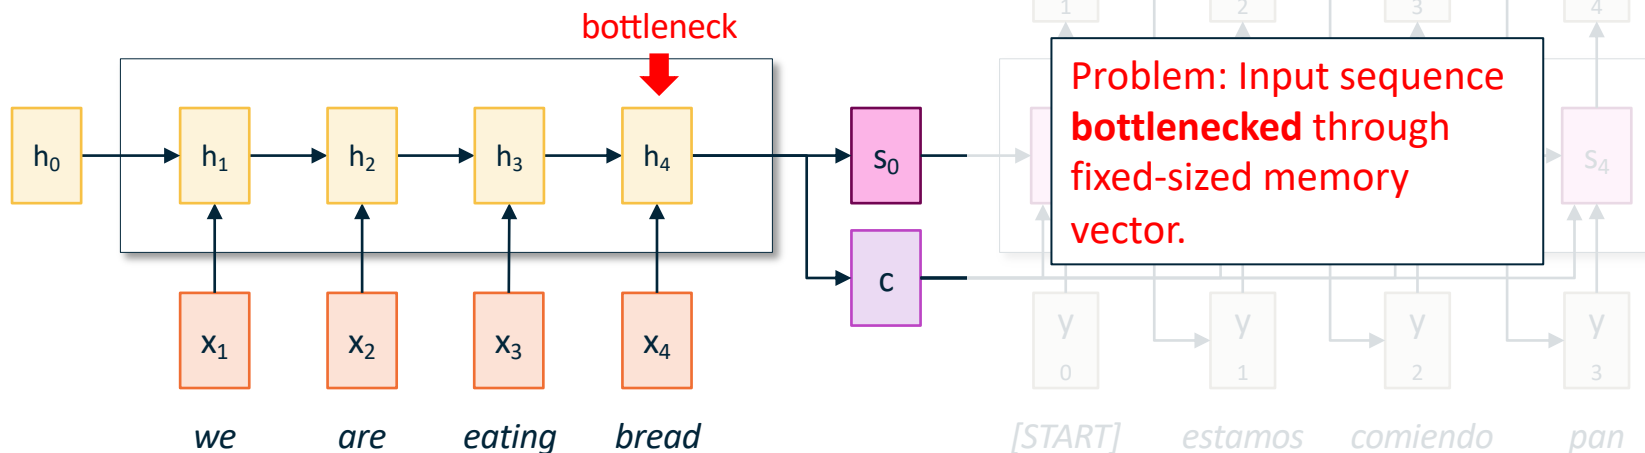 1 2 3 4
bottleneck
Problem: Input sequence
bottlenecked through
fixed-sized memory
vector.
h₀ h₁ h₂ h₃ h₄ s₀ s₄
c
x₁ x₂ x₃ x₄ y y y y
0 1 2 3
we are eating bread [START] estamos comiendo pan